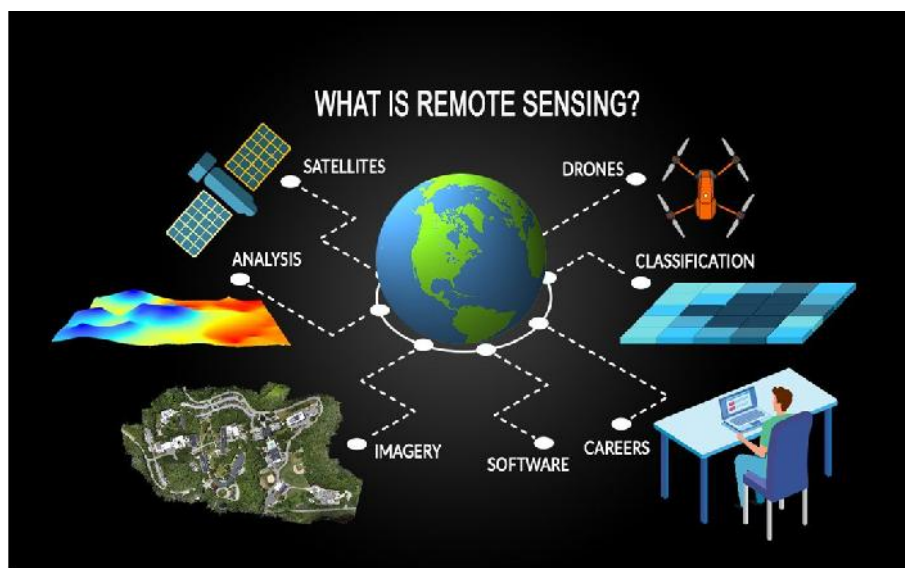 WHAT IS REMOTE SENSING?
SATELLITES
DRONES
ANALYSIS
CLASSIFICATION
IMAGERY
SOFTWARE
CAREERS